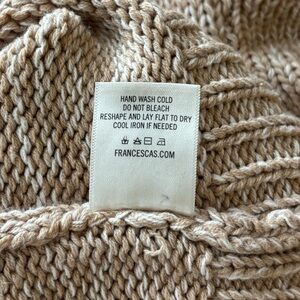 HAND WASH COLD
DO NOT BLEACH
RESHAPE AND LAY FLAT TO DRY
COOL IRON IF NEEDED
FRANCESCAS.COM